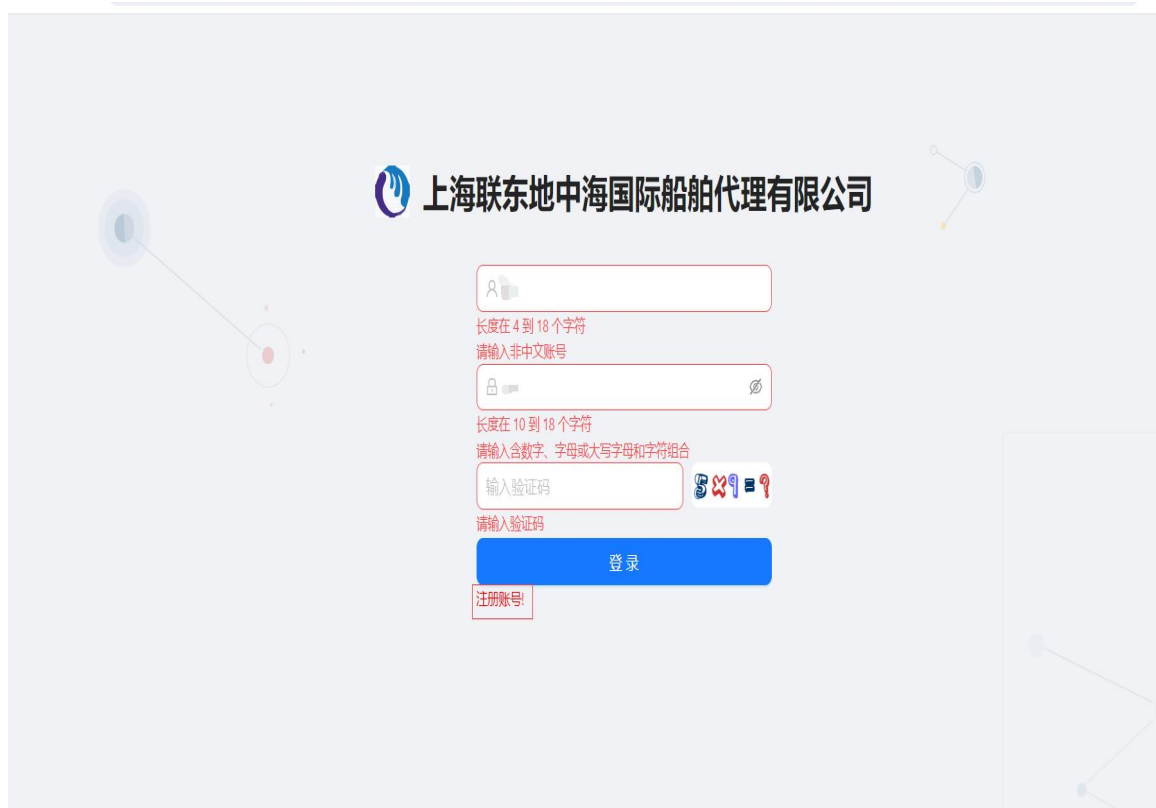 上海联东地中海国际船舶代理有限公司
长度在 4 到 18 个字符
请输入非中文账号
长度在 10 到 18 个字符
请输入含数字、字母或大写字母和字符组合
输入验证码
5×9=?
请输入验证码
登录
注册账号!